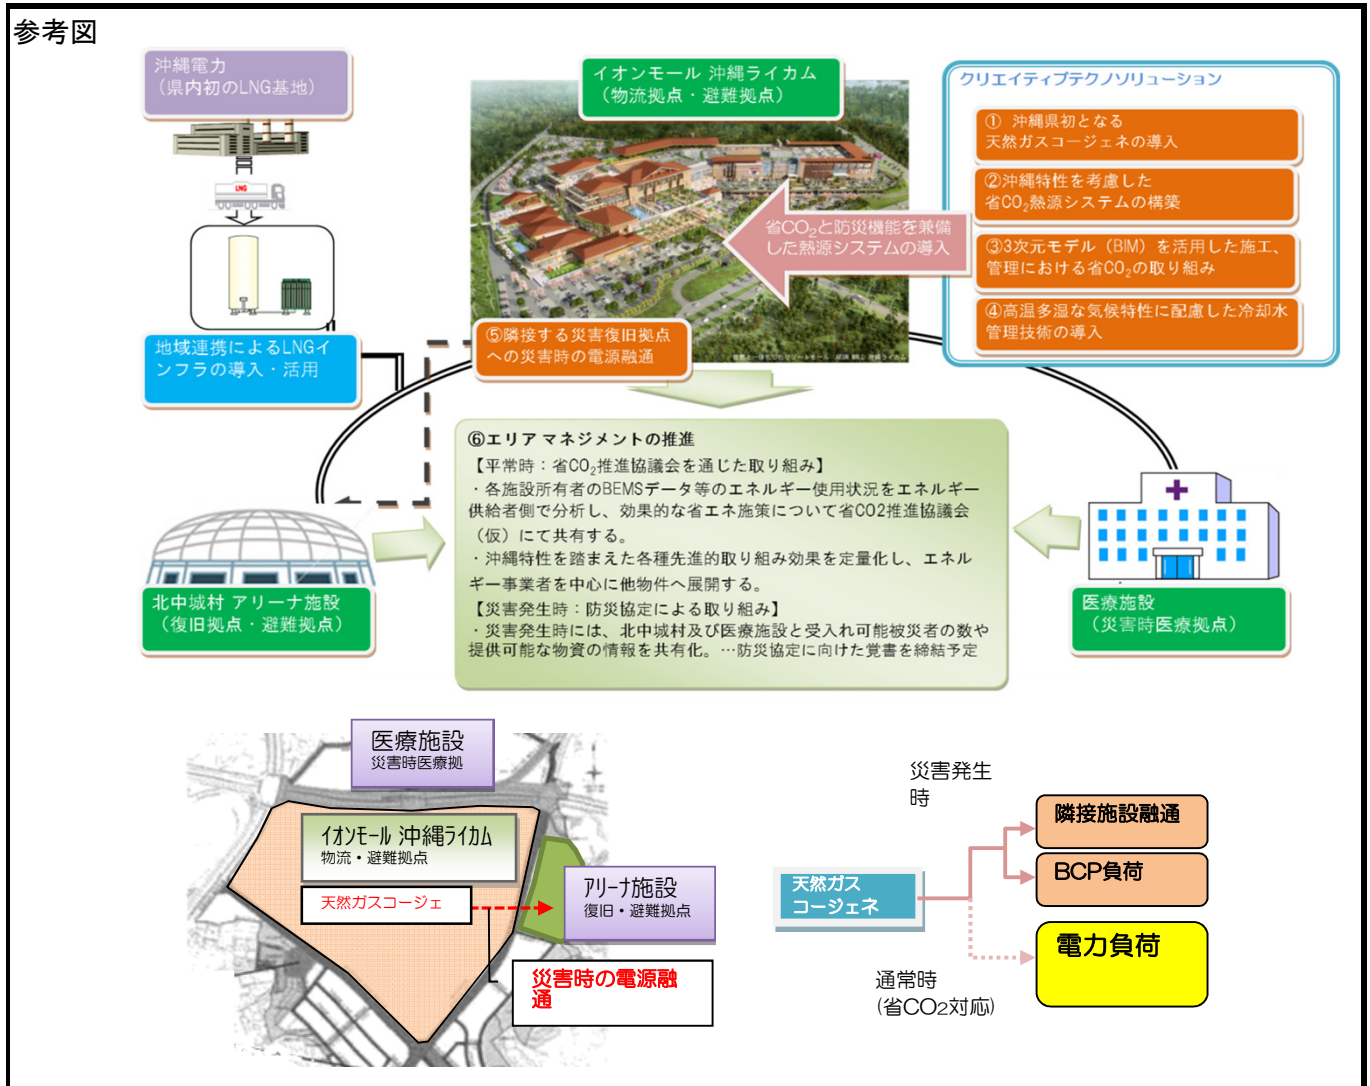 参考図
沖縄電力
（県内初のLNG基地）
LNG
地域連携によるLNGイ
ンフラの導入・活用
イオンモール 沖縄ライカム
（物流拠点・避難拠点）
クリエイティブテクノソリューション
① 沖縄県初となる
天然ガスコージェネの導入
②沖縄特性を考慮した
省CO₂熱源システムの構築
③3次元モデル（BIM）を活用した施工、
管理における省CO₂の取り組み
④高温多湿な気候特性に配慮した冷却水
管理技術の導入
省CO₂と防災機能を兼備
した熱源システムの導入
⑤隣接する災害復旧拠点
への災害時の電源融通
⑥エリアマネジメントの推進
【平常時：省CO₂推進協議会を通じた取り組み】
・各施設所有者のBEMSデータ等のエネルギー使用状況をエネルギー
供給者側で分析し、効果的な省エネ施策について省CO2推進協議会
（仮）にて共有する。
・沖縄特性を踏まえた各種先進的取り組み効果を定量化し、エネル
ギー事業者を中心に他物件へ展開する。
【災害発生時：防災協定による取り組み】
・災害発生時には、北中城村及び医療施設と受入れ可能被災者の数や
提供可能な物資の情報を共有化。…防災協定に向けた覚書を締結予定
北中城村 アリーナ施設
（復旧拠点・避難拠点）
医療施設
（災害時医療拠点）
医療施設
災害時医療拠
イオンモール 沖縄ライカム
物流・避難拠点
天然ガスコージェ
アリーナ施設
復旧・避難拠点
災害時の電源融
通
災害発生
時
隣接施設融通
BCP負荷
天然ガス
コージェネ
電力負荷
通常時
(省CO2対応)